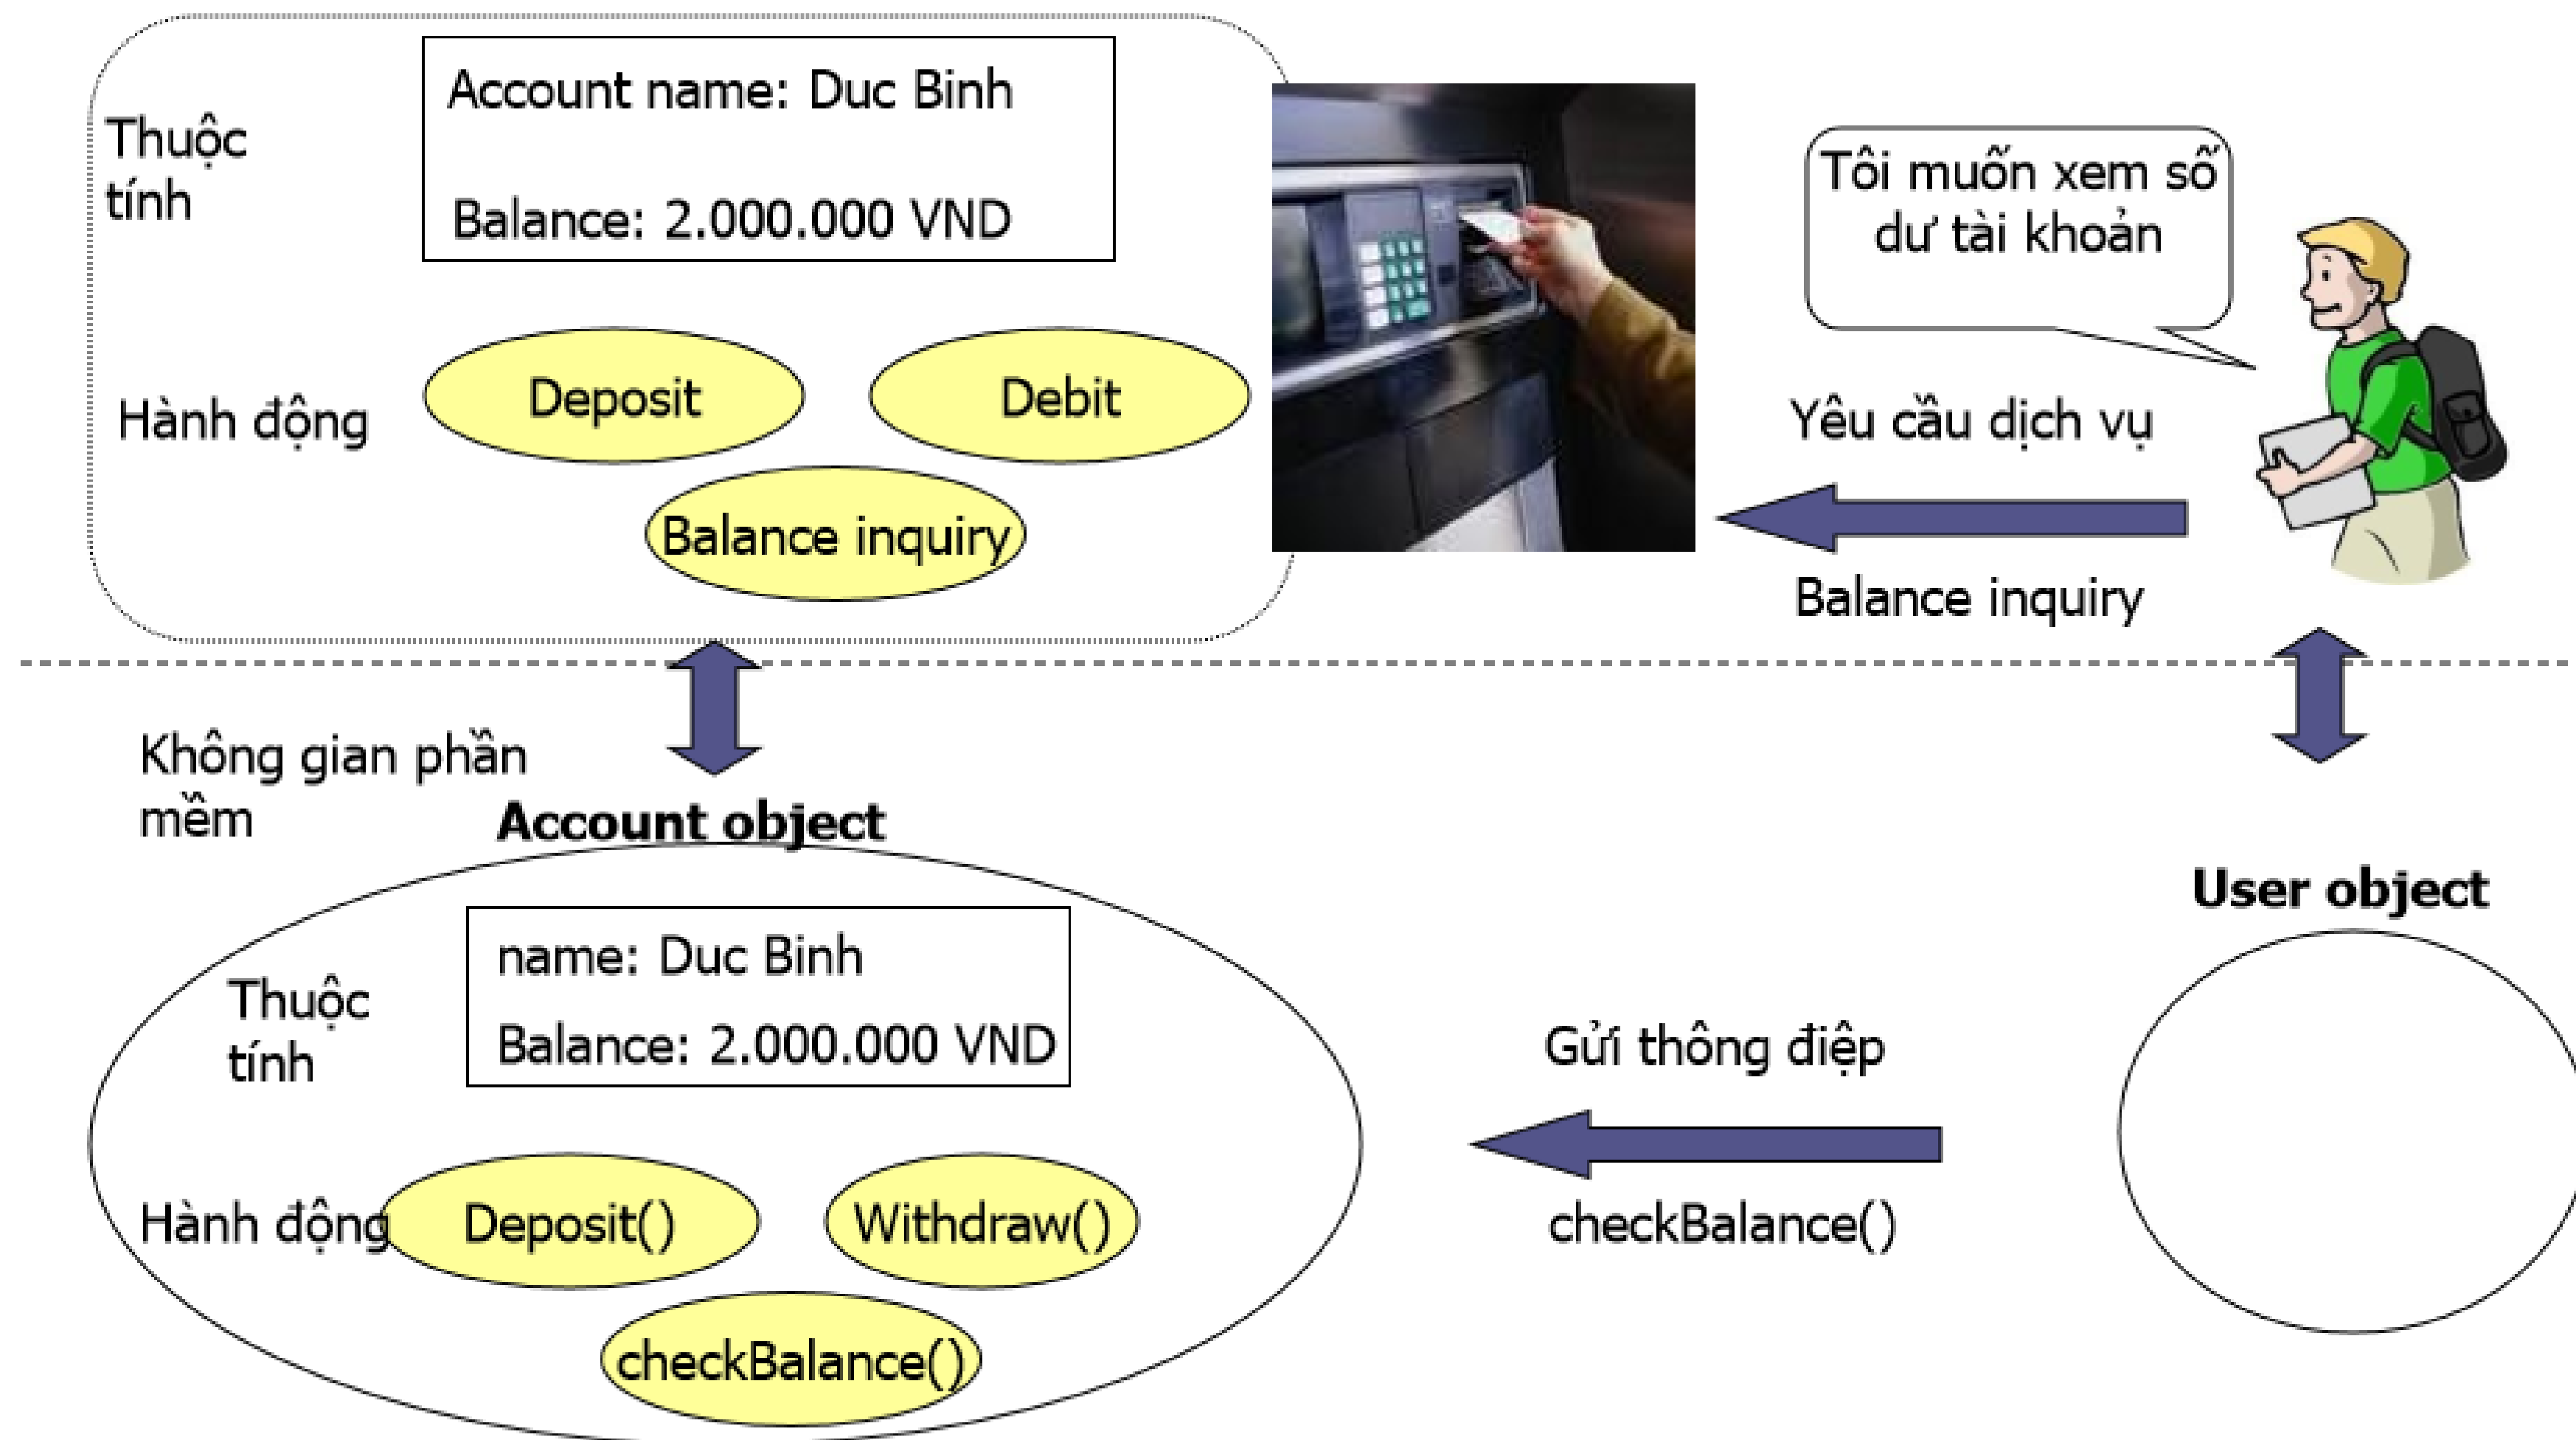 Account name: Duc Binh
Thuộc
tính
Balance: 2.000.000 VND
Tôi muốn xem số
dư tài khoản
Hành động
Deposit
Debit
Balance inquiry
Yêu cầu dịch vụ
Balance inquiry
Không gian phần
mềm
Account object
User object
name: Duc Binh
Thuộc
tính
Balance: 2.000.000 VND
Gửi thông điệp
checkBalance()
Hành động
Deposit()
Withdraw()
checkBalance()